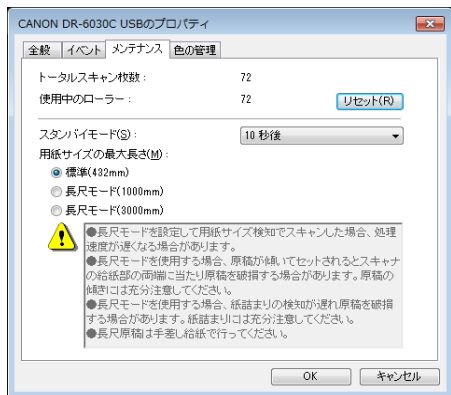 CANON DR-6030C USBのプロパティ
全般 イベント メンテナンス 色の管理
トータルスキャン枚数： 72
使用中のローラー： 72 リセット(R)
スタンバイモード(S)： 10 秒後
用紙サイズの最大長さ(M)：
標準(432mm)
長尺モード(1000mm)
長尺モード(3000mm)
●長尺モードを設定して用紙サイズ検知でスキャンした場合、処理
速度が遅くなる場合があります。
●長尺モードを使用する場合、原稿が傾いてセットされるとスキャナ
の給紙部の両端に当たり原稿を破損する場合があります。原稿の
傾きには充分注意してください。
●長尺モードを使用する場合、紙詰まりの検知が遅れ原稿を破損
する場合があります。紙詰まりには充分注意してください。
●長尺原稿は手差し給紙で行ってください。
OK キャンセル